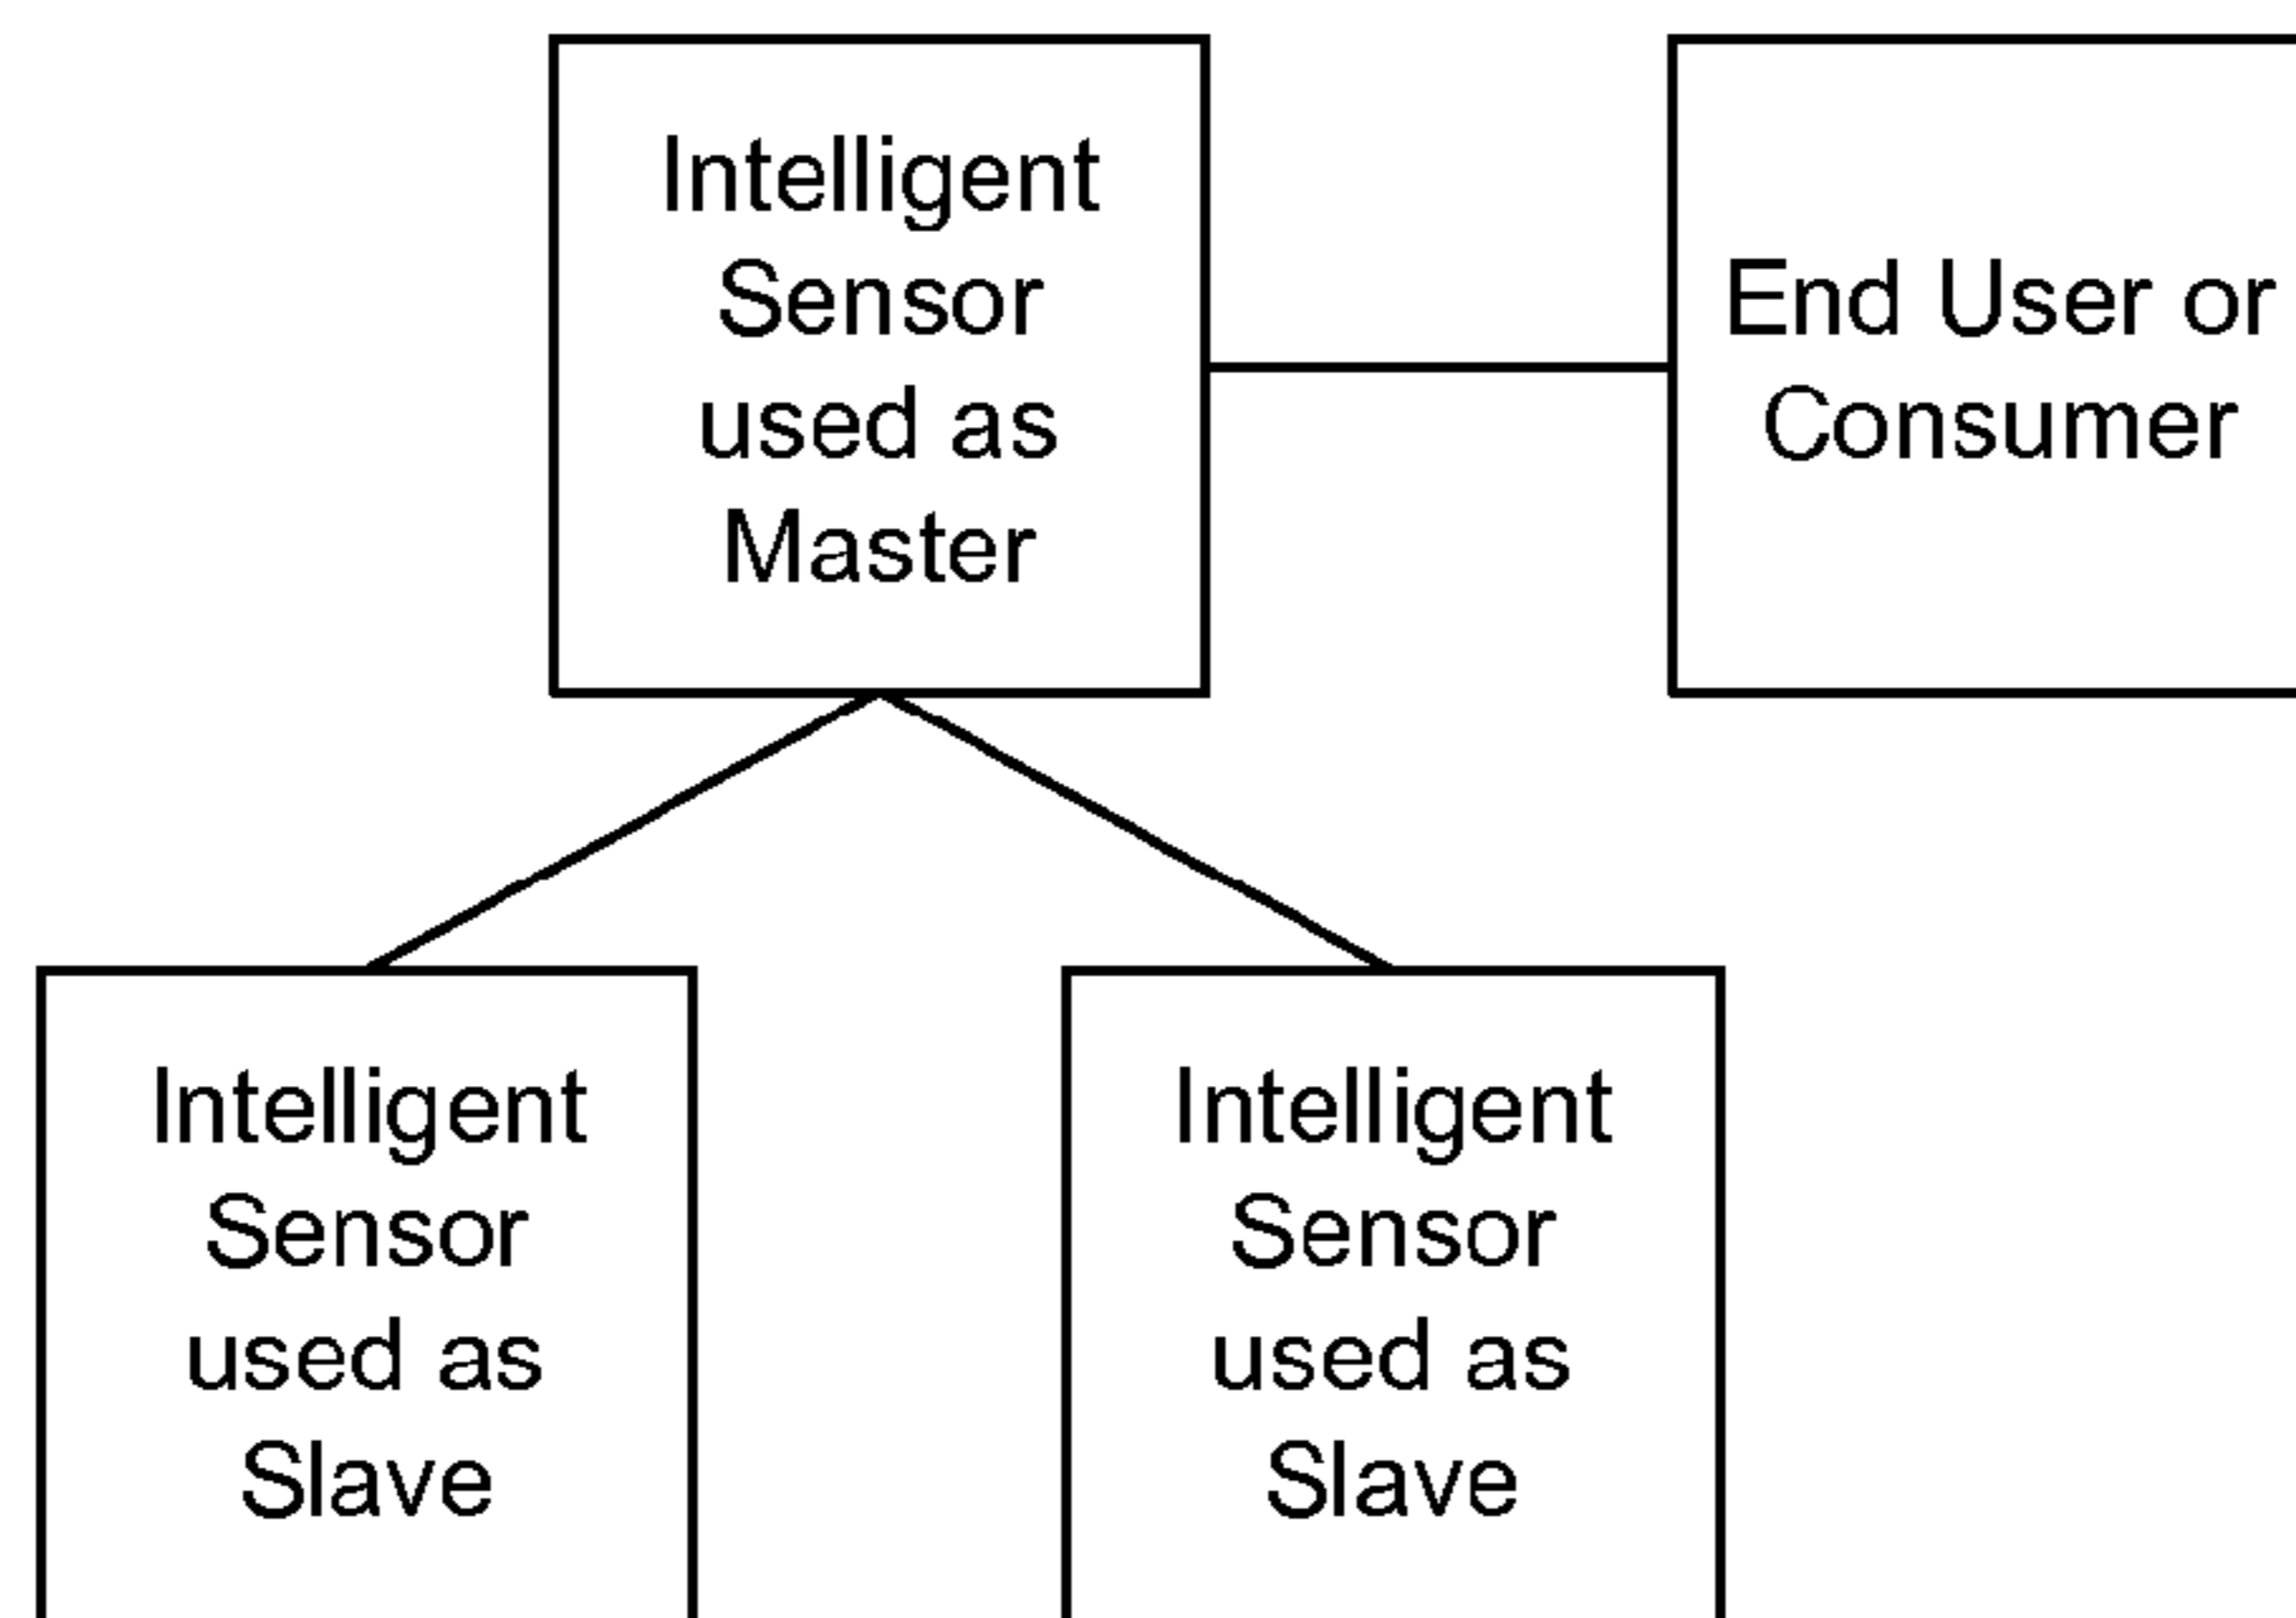 Intelligent
Sensor
used as
Master
End User or
Consumer
Intelligent
Sensor
used as
Slave
Intelligent
Sensor
used as
Slave